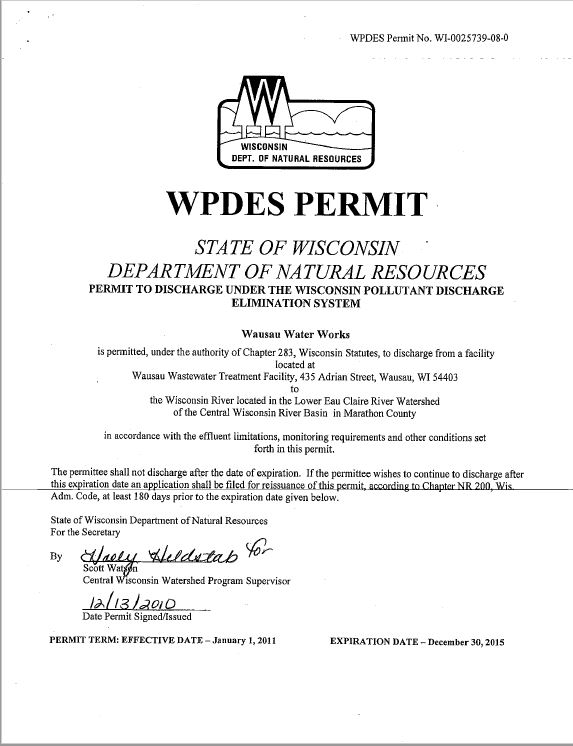 WPDES Permit No. WI-0025739-08-0
W
WISCONSIN
DEPT. OF NATURAL RESOURCES
WPDES PERMIT
STATE OF WISCONSIN
DEPARTMENT OF NATURAL RESOURCES
PERMIT TO DISCHARGE UNDER THE WISCONSIN POLLUTANT DISCHARGE
ELIMINATION SYSTEM
Wausau Water Works
is permitted, under the authority of Chapter 283, Wisconsin Statutes, to discharge from a facility
located at
Wausau Wastewater Treatment Facility, 435 Adrian Street, Wausau, WI 54403
to
the Wisconsin River located in the Lower Eau Claire River Watershed
of the Central Wisconsin River Basin in Marathon County
in accordance with the effluent limitations, monitoring requirements and other conditions set
forth in this permit.
The permittee shall not discharge after the date of expiration. If the permittee wishes to continue to discharge after
this expiration date an application shall be filed for reissuance of this permit, according to Chapter NR 200, Wis.
Adm. Code, at least 180 days prior to the expiration date given below.
State of Wisconsin Department of Natural Resources
For the Secretary
By Heldstab for
Scott Watson
Central Wisconsin Watershed Program Supervisor
12/13/2010
Date Permit Signed/Issued
PERMIT TERM: EFFECTIVE DATE – January 1, 2011 EXPIRATION DATE – December 30, 2015